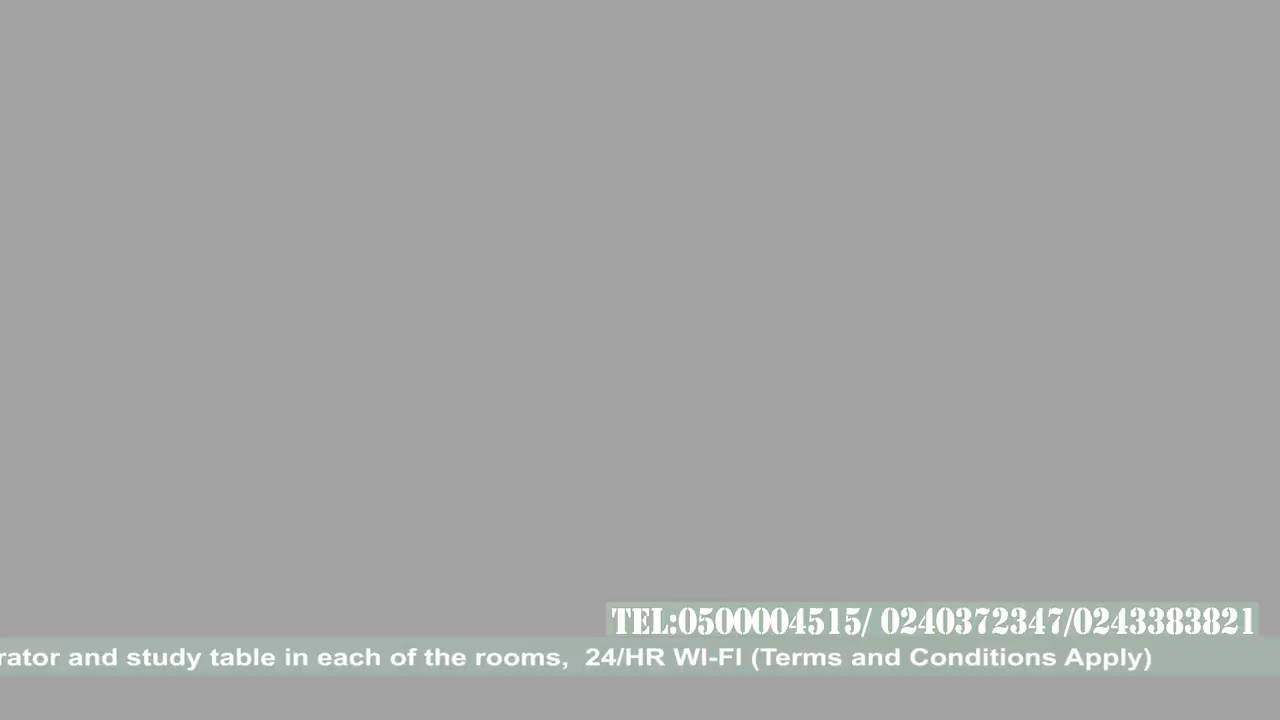 TEL:0500004515/ 0240372347/0243383821
rator and study table in each of the rooms,  24/HR WI-FI (Terms and Conditions Apply)